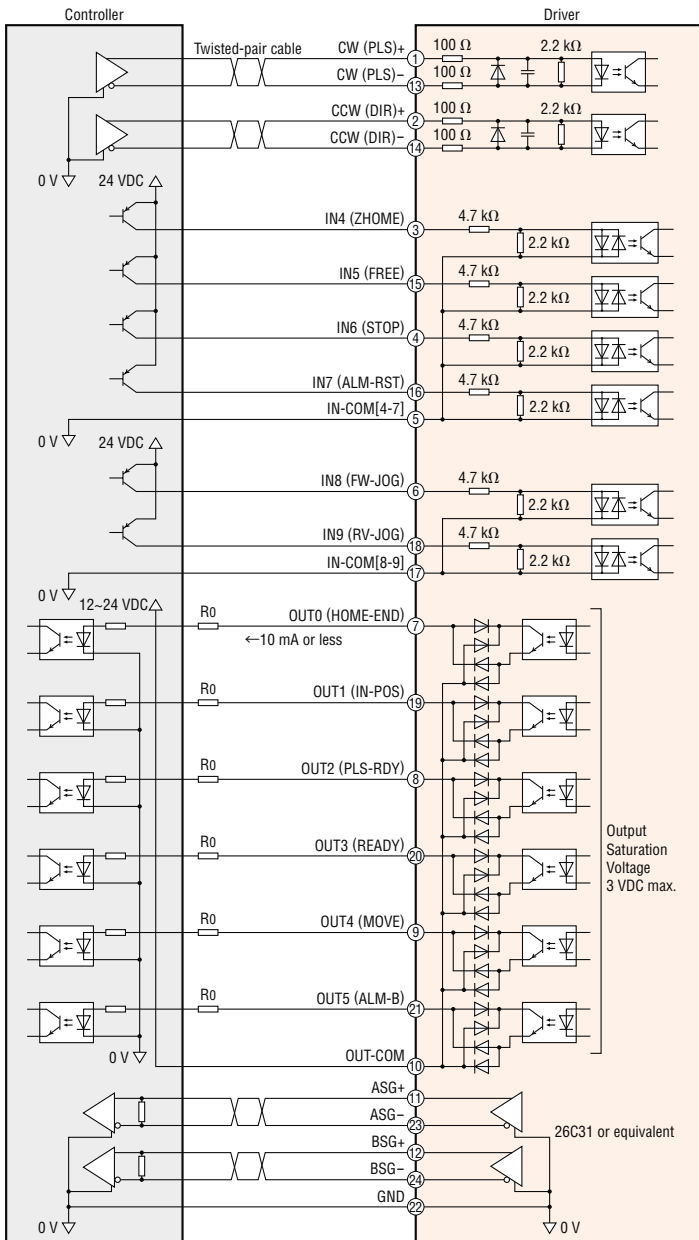 Controller
Driver
Twisted-pair cable
CW (PLS)+
1
100 Ω
2.2 kΩ
CW (PLS)−
13
100 Ω
CCW (DIR)+
2
100 Ω
2.2 kΩ
CCW (DIR)−
14
100 Ω
0 V
24 VDC
IN4 (ZHOME)
3
4.7 kΩ
2.2 kΩ
IN5 (FREE)
15
4.7 kΩ
2.2 kΩ
IN6 (STOP)
4
4.7 kΩ
2.2 kΩ
IN7 (ALM-RST)
16
4.7 kΩ
2.2 kΩ
IN-COM[4-7]
5
0 V
24 VDC
IN8 (FW-JOG)
6
4.7 kΩ
2.2 kΩ
IN9 (RV-JOG)
18
4.7 kΩ
2.2 kΩ
IN-COM[8-9]
17
0 V
12~24 VDC
R0
OUT0 (HOME-END)
7
←10 mA or less
R0
OUT1 (IN-POS)
19
R0
OUT2 (PLS-RDY)
8
R0
OUT3 (READY)
20
Output
Saturation
Voltage
3 VDC max.
R0
OUT4 (MOVE)
9
R0
OUT5 (ALM-B)
21
0 V
OUT-COM
10
ASG+
11
ASG−
23
26C31 or equivalent
BSG+
12
BSG−
24
GND
22
0 V
0 V